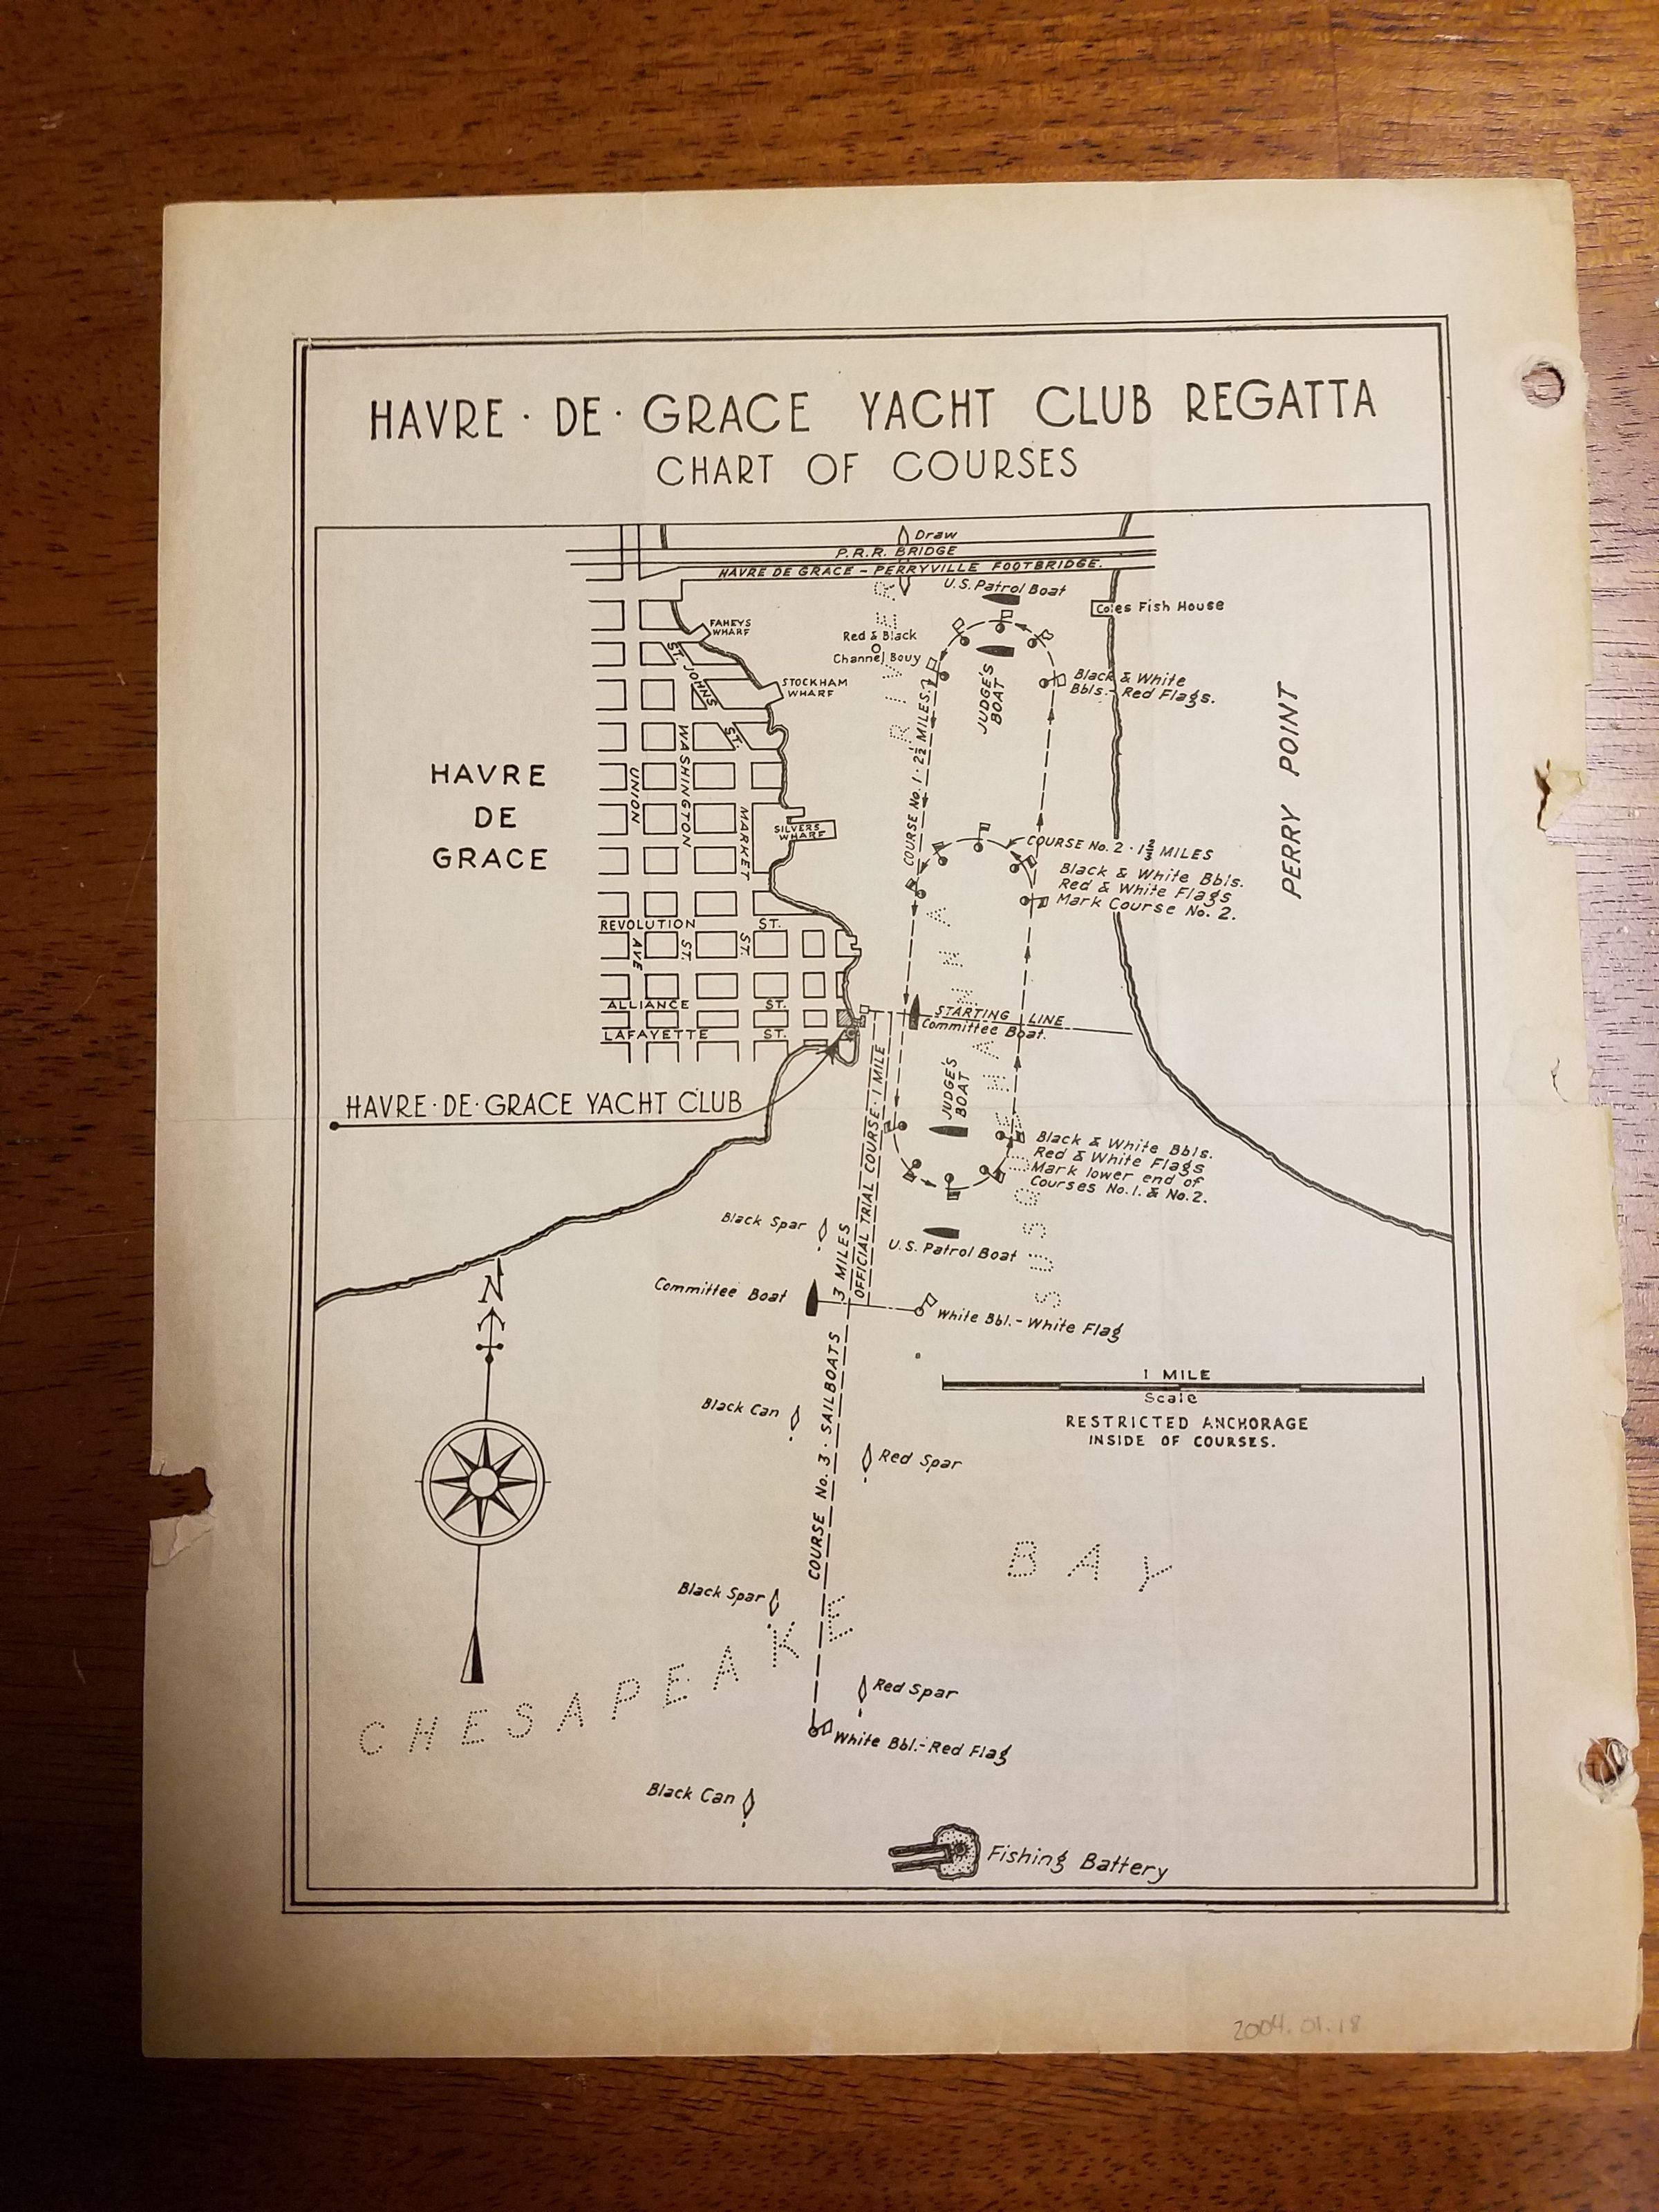 HAVRE · DE · GRACE YACHT CLUB REGATTA
CHART OF COURSES
Draw
P.R.R. BRIDGE
HAVRE DE GRACE – PERRYVILLE FOOTBRIDGE.
U.S. Patrol Boat
Coles Fish House
FAHEYS
WHARF
Red & Black
Channel Bouy
ST. JOHNS
ST.
STOCKHAM
WHARF
JUDGE'S
BOAT
Black & White
Bbls. - Red Flags.
PERRY POINT
HAVRE
DE
GRACE
UNION
AVE
WASHINGTON
ST
MARKET
ST.
SILVERS
WHARF
COURSE No. 1 · 2½ MILES.
COURSE No. 2 · 1⅔ MILES
Black & White Bbls.
Red & White Flags
Mark Course No. 2.
REVOLUTION ST.
ALLIANCE ST.
LAFAYETTE ST.
STARTING LINE
Committee Boat.
SUSQUEHANNA RIVER
HAVRE · DE · GRACE YACHT CLUB
JUDGE'S
BOAT
OFFICIAL TRIAL COURSE · 1 MILE
Black & White Bbls.
Red & White Flags
Mark lower end of
Courses No. 1. & No. 2.
Black Spar
U.S. Patrol Boat
N
Committee Boat
White Bbl. - White Flag
COURSE No. 3 · SAILBOATS 3 MILES
1 MILE
Scale
RESTRICTED ANCHORAGE
INSIDE OF COURSES.
Black Can
Red Spar
Black Spar
CHESAPEAKE BAY
Red Spar
White Bbl. - Red Flag
Black Can
Fishing Battery
2004.01.18